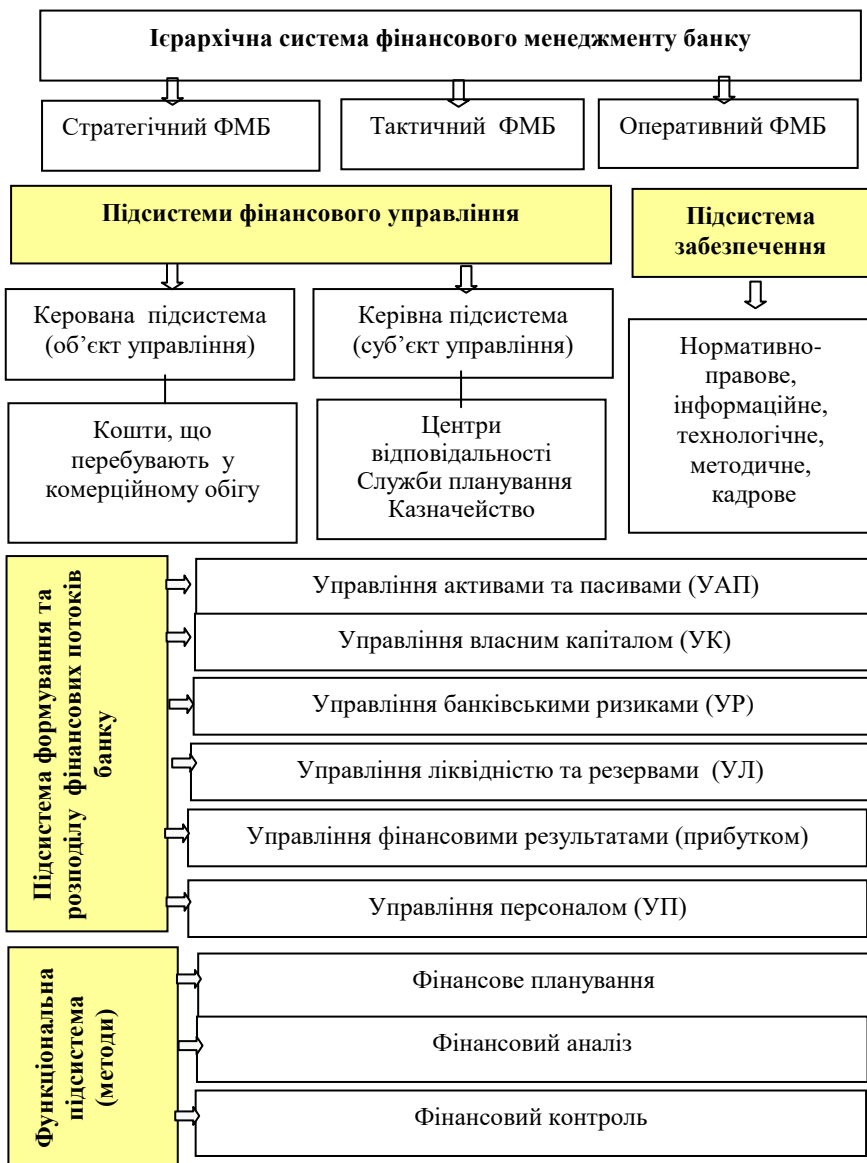 Ієрархічна система фінансового менеджменту банку
Стратегічний ФМБ
Тактичний ФМБ
Оперативний ФМБ
Підсистеми фінансового управління
Підсистема
забезпечення
Керована підсистема
(об’єкт управління)
Керівна підсистема
(суб’єкт управління)
Нормативно-
правове,
інформаційне,
технологічне,
методичне,
кадрове
Кошти, що
перебувають у
комерційному обігу
Центри
відповідальності
Служби планування
Казначейство
Підсистема формування та
розподілу фінансових потоків
банку
Управління активами та пасивами (УАП)
Управління власним капіталом (УК)
Управління банківськими ризиками (УР)
Управління ліквідністю та резервами (УЛ)
Управління фінансовими результатами (прибутком)
Управління персоналом (УП)
Функціональна
підсистема
(методи)
Фінансове планування
Фінансовий аналіз
Фінансовий контроль